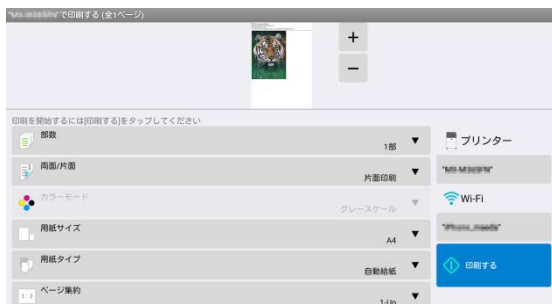 で印刷する (全1ページ)
+
−
印刷を開始するには[印刷する]をタップしてください
部数
1部
両面/片面
片面印刷
カラーモード
グレースケール
用紙サイズ
A4
用紙タイプ
自動給紙
1 2
ページ集約
1-Up
プリンター
Wi-Fi
印刷する